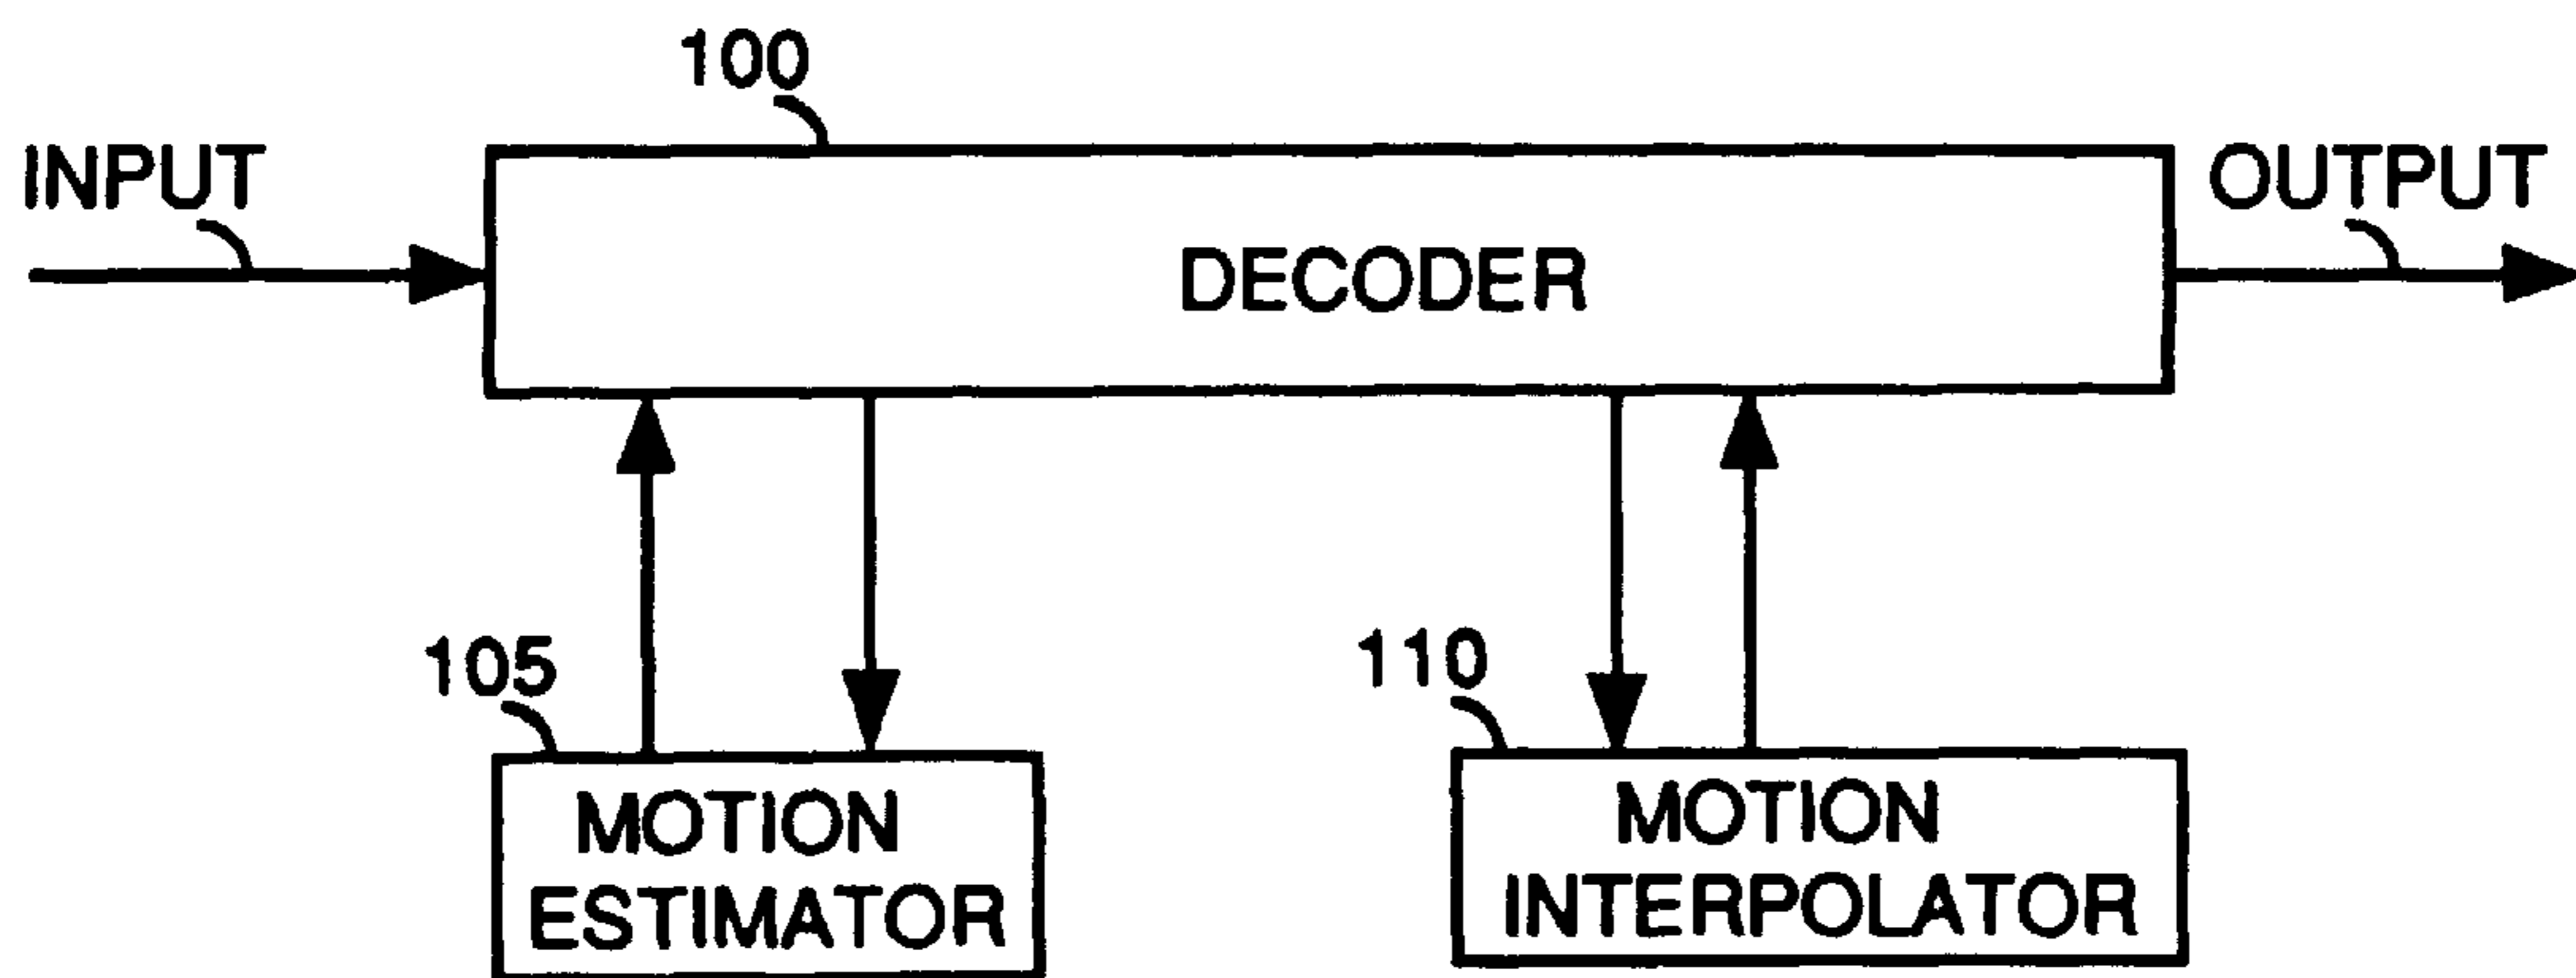 100
INPUT
OUTPUT
DECODER
105
110
MOTION
ESTIMATOR
MOTION
INTERPOLATOR